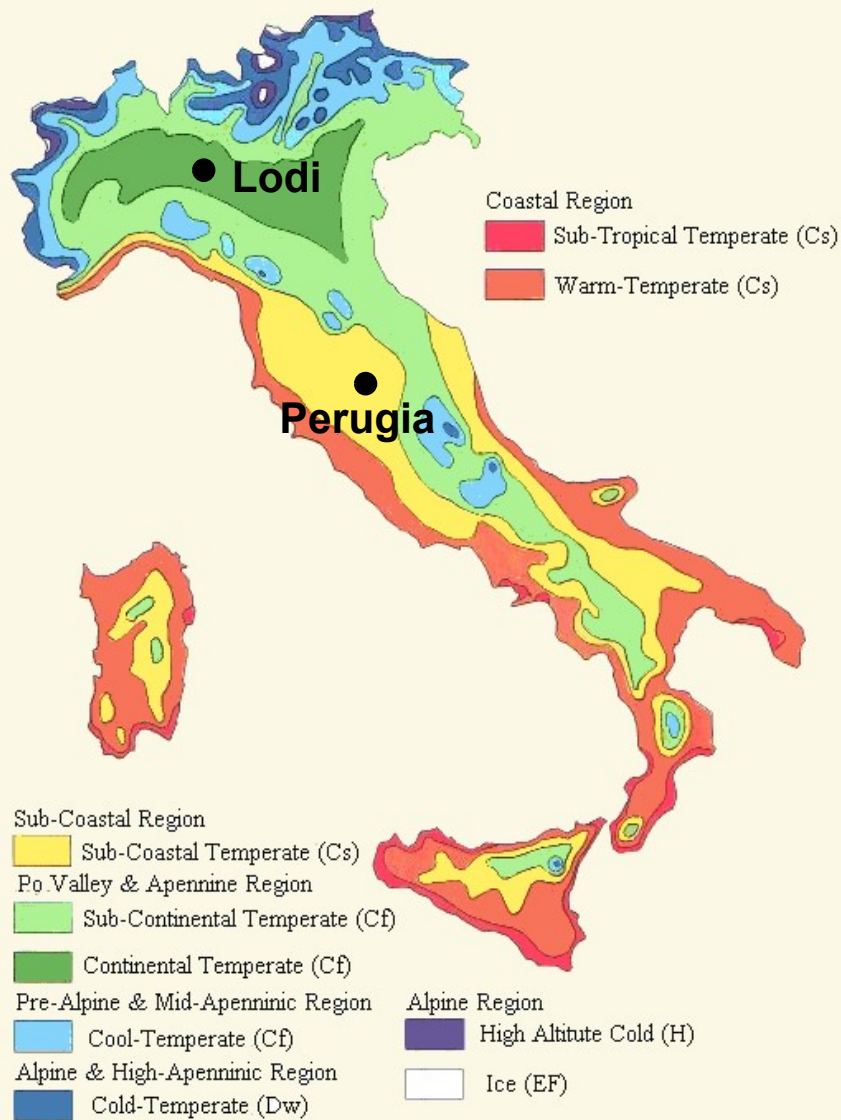 Lodi
Coastal Region
Sub-Tropical Temperate (Cs)
Warm-Temperate (Cs)
Perugia
Sub-Coastal Region
Sub-Coastal Temperate (Cs)
Po.Valley & Apennine Region
Sub-Continental Temperate (Cf)
Continental Temperate (Cf)
Pre-Alpine & Mid-Apenninic Region
Cool-Temperate (Cf)
Alpine & High-Apenninic Region
Cold-Temperate (Dw)
Alpine Region
High Altitute Cold (H)
Ice (EF)